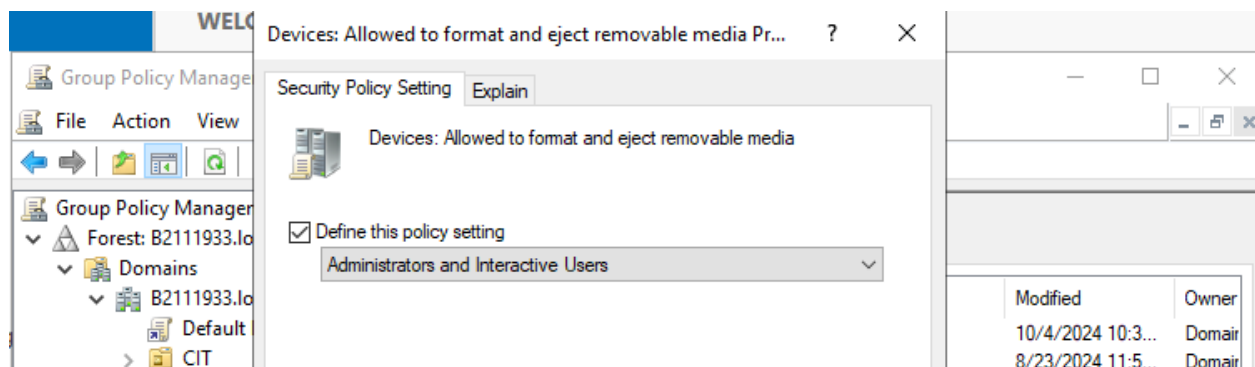 WELC
Devices: Allowed to format and eject removable media Pr... ?
Group Policy Manage
Security Policy Setting Explain
File Action View
Devices: Allowed to format and eject removable media
Group Policy Manager
Define this policy setting
Forest: B2111933.lo
Administrators and Interactive Users
Domains
B2111933.lo
Modified Owner
Default
10/4/2024 10:3... Domair
CIT
8/23/2024 11:5... Domair